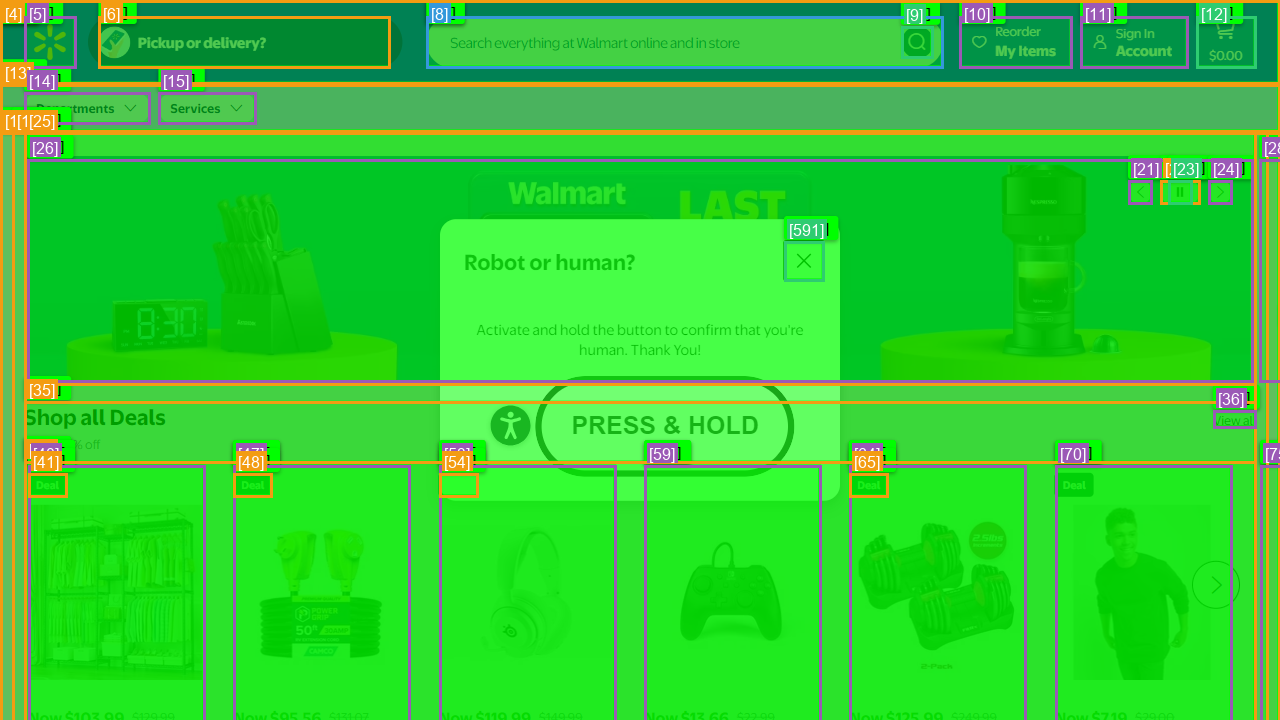 [4] [5] [6] [8] [9] [10] [11] [12]
Pickup or delivery?
Search everything at Walmart online and in store
Reorder
My Items
Sign In
Account
$0.00
[13]
[14] [15]
Departments
Services
[25]
[26]
[21] [23] [24]
Walmart
LAST
[591]
Robot or human?
8:30
Activate and hold the button to confirm that you're
human. Thank You!
[35]
[36]
Shop all Deals
View all
PRESS & HOLD
% off
[41] [48] [54] [59] [65] [70]
Deal
Deal
Deal
Deal
POWER
GRIP
50
2-Pack
Now $103.99 $129.99
Now $95.56 $131.07
Now $119.99 $149.99
Now $13.66 $22.99
Now $125.99 $249.99
Now $7.19 $20.00